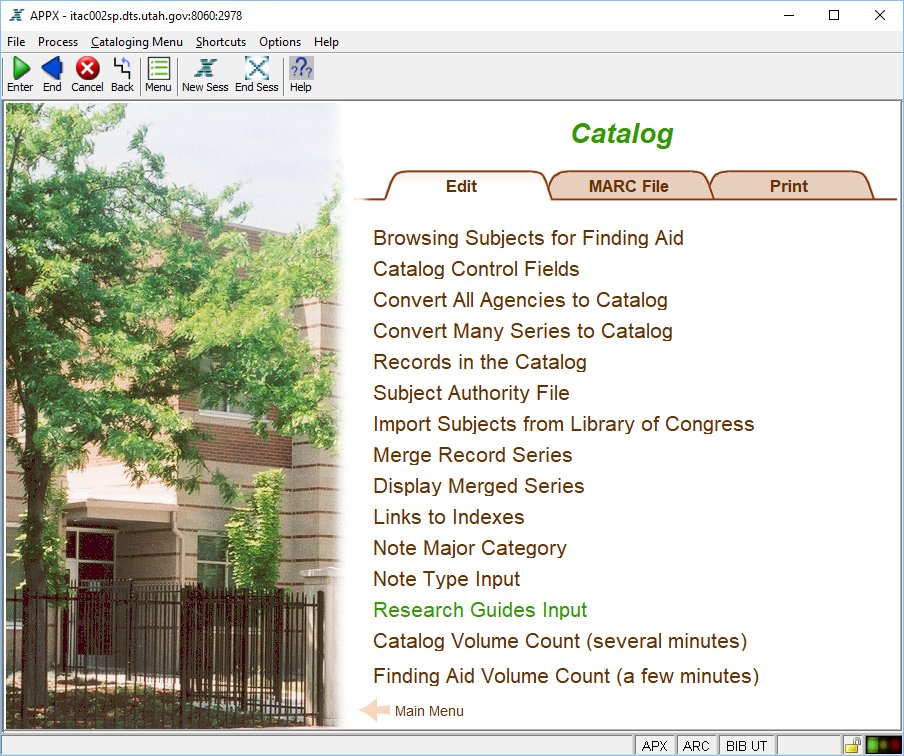 APPX - itac002sp.dts.utah.gov:8060:2978
File Process Cataloging Menu Shortcuts Options Help
Enter End Cancel Back Menu New Sess End Sess Help
Catalog
Edit MARC File Print
Browsing Subjects for Finding Aid
Catalog Control Fields
Convert All Agencies to Catalog
Convert Many Series to Catalog
Records in the Catalog
Subject Authority File
Import Subjects from Library of Congress
Merge Record Series
Display Merged Series
Links to Indexes
Note Major Category
Note Type Input
Research Guides Input
Catalog Volume Count (several minutes)
Finding Aid Volume Count (a few minutes)
Main Menu
APX ARC BIB UT